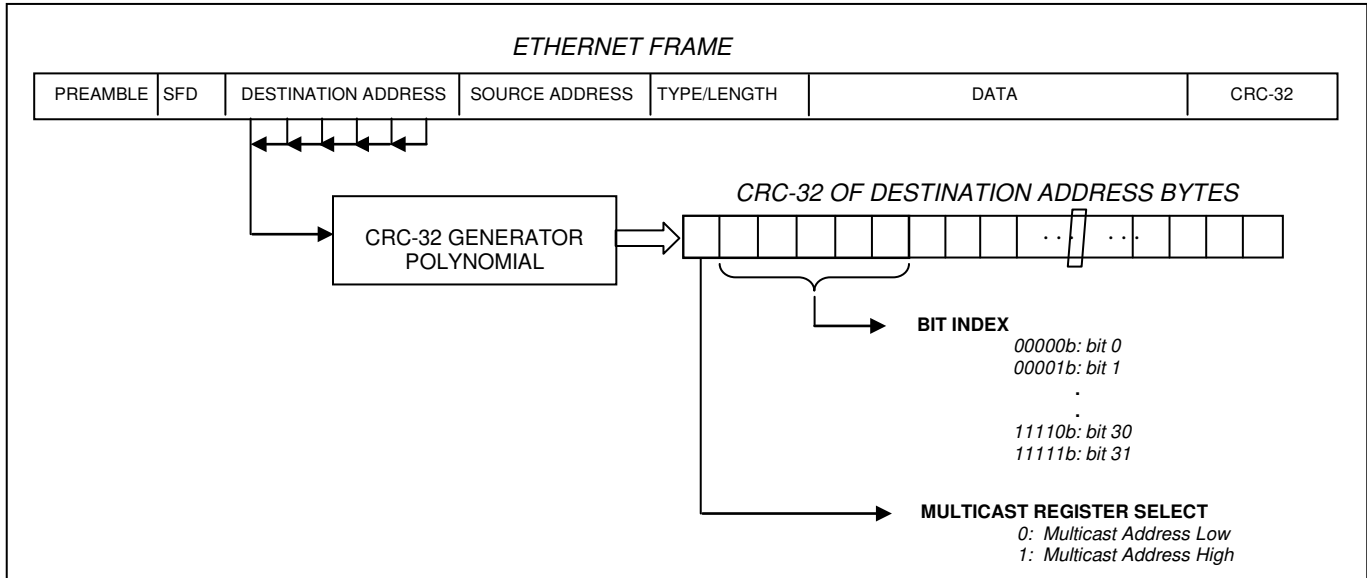 ETHERNET FRAME
PREAMBLE SFD DESTINATION ADDRESS SOURCE ADDRESS TYPE/LENGTH DATA CRC-32
CRC-32 OF DESTINATION ADDRESS BYTES
CRC-32 GENERATOR
POLYNOMIAL
. . . . . .
BIT INDEX
00000b: bit 0
00001b: bit 1
.
.
11110b: bit 30
11111b: bit 31
MULTICAST REGISTER SELECT
0: Multicast Address Low
1: Multicast Address High